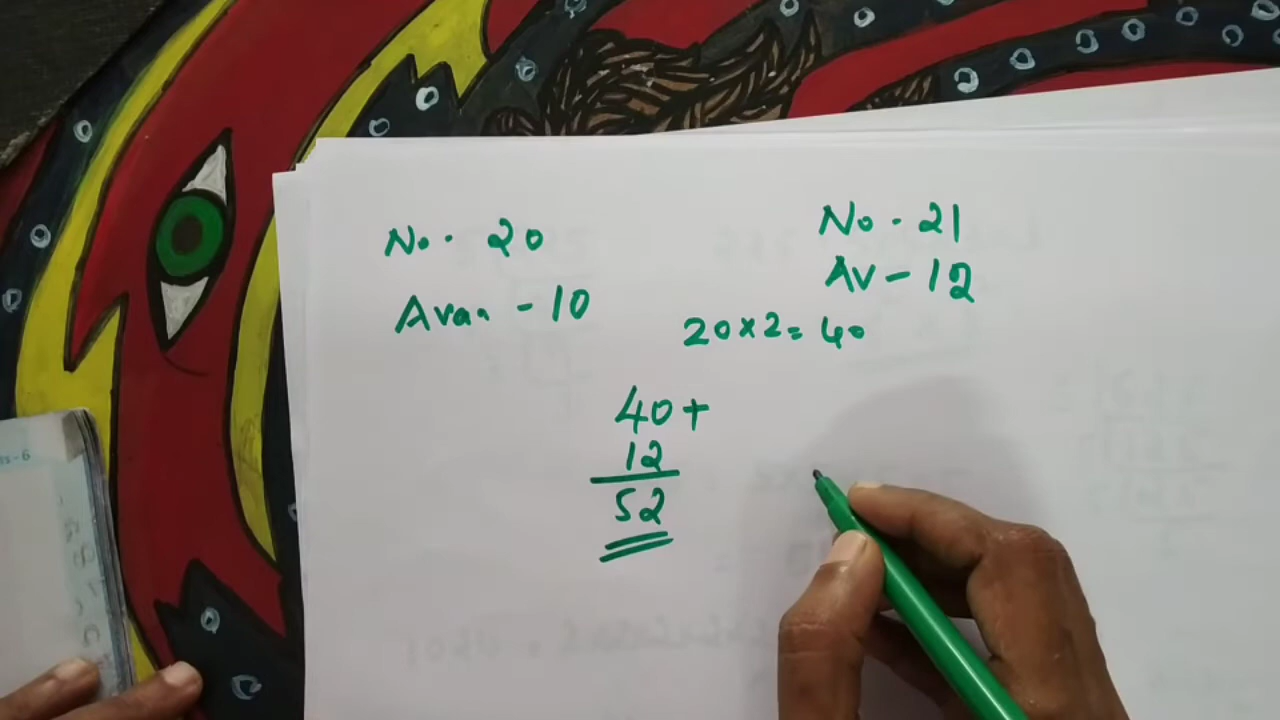 No. 20
Avan - 10
No - 21
AV - 12
20 x 2 = 40
40 +
12
52